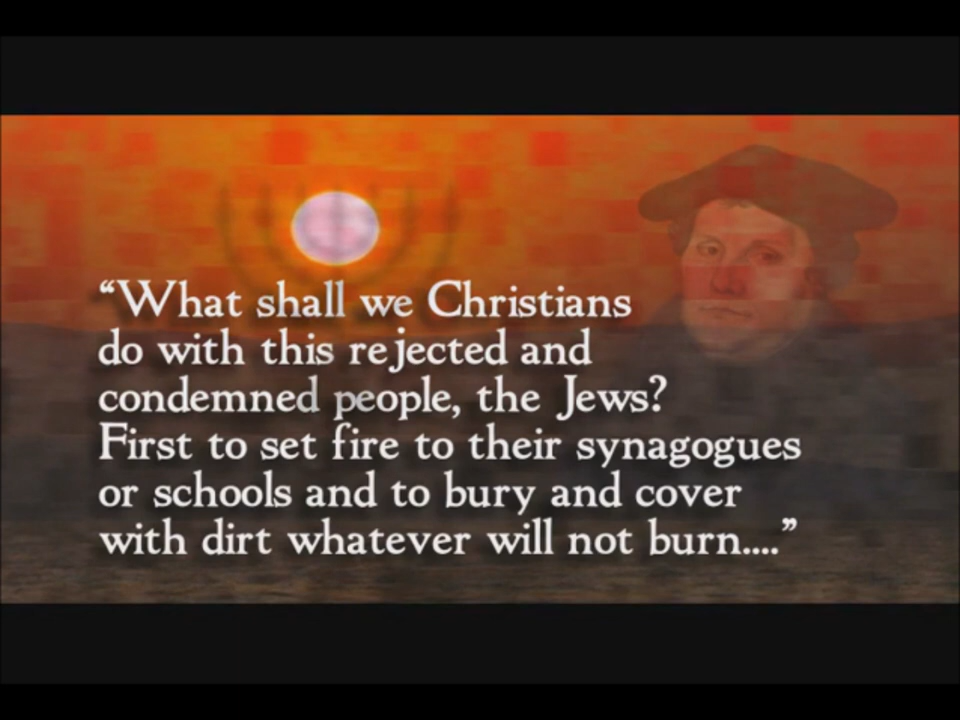 “What shall we Christians
do with this rejected and
condemned people, the Jews?
First to set fire to their synagogues
or schools and to bury and cover
with dirt whatever will not burn....”